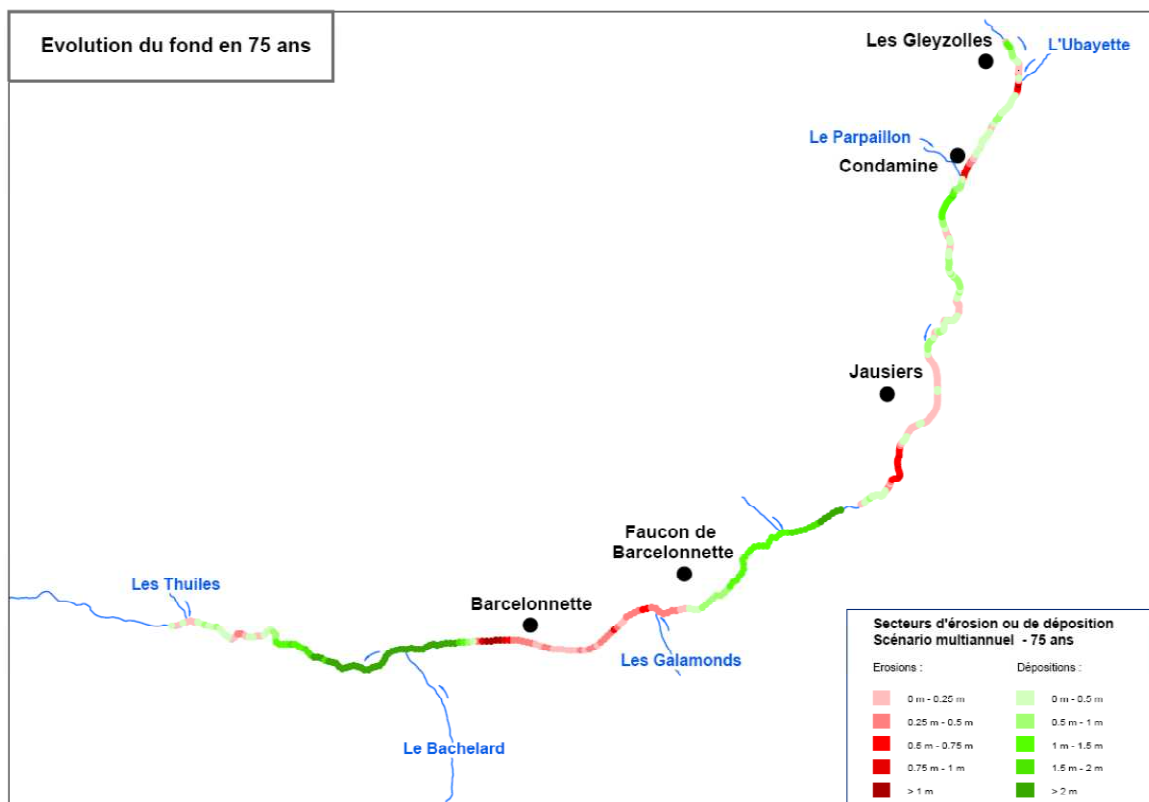 Evolution du fond en 75 ans
Les Gleyzolles
L'Ubayette
Le Parpaillon
Condamine
Jausiers
Faucon de
Barcelonnette
Les Thuiles
Barcelonnette
Les Galamonds
Le Bachelard
Secteurs d'érosion ou de déposition
Scénario multiannuel - 75 ans
Erosions :
Dépositions :
0 m - 0.25 m
0 m - 0.5 m
0.25 m - 0.5 m
0.5 m - 1 m
0.5 m - 0.75 m
1 m - 1.5 m
0.75 m - 1 m
1.5 m - 2 m
> 1 m
> 2 m